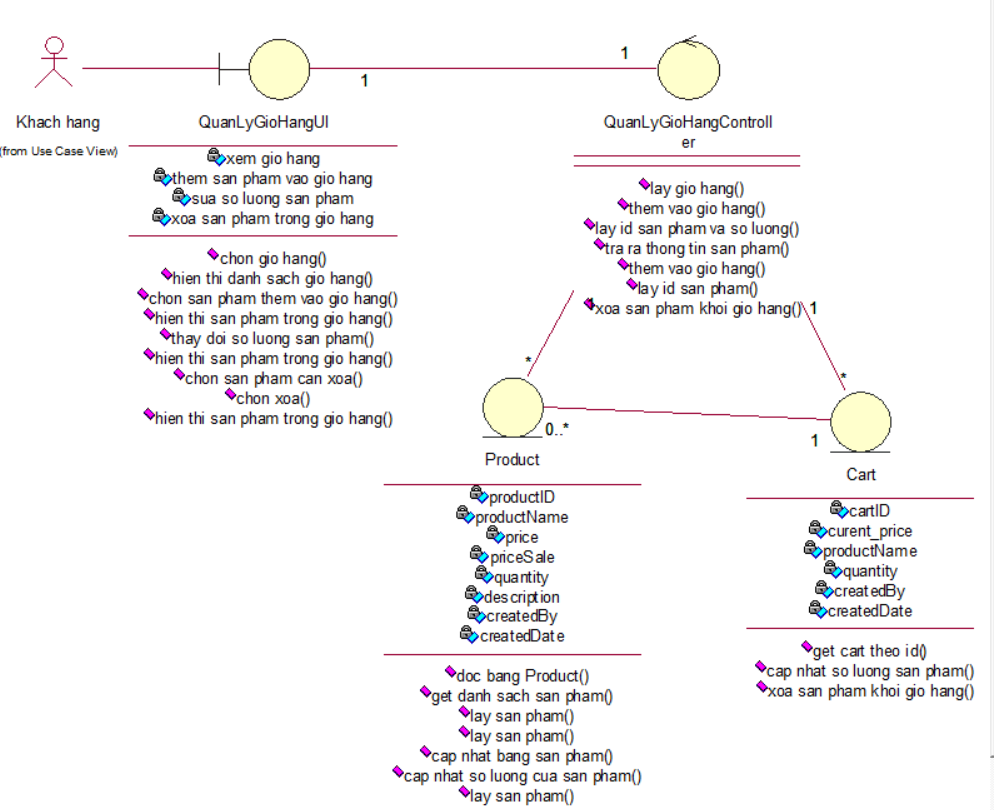 Khach hang
(from Use Case View)
1
1
QuanLyGioHangUI
xem gio hang
them san pham vao gio hang
sua so luong san pham
xoa san pham trong gio hang
chon gio hang()
hien thi danh sach gio hang()
chon san pham them vao gio hang()
hien thi san pham trong gio hang()
thay doi so luong san pham()
hien thi san pham trong gio hang()
chon san pham can xoa()
chon xoa()
hien thi san pham trong gio hang()
QuanLyGioHangControll
er
lay gio hang()
them vao gio hang()
lay id san pham va so luong()
tra ra thong tin san pham()
them vao gio hang()
lay id san pham()
xoa san pham khoi gio hang()
1
*
*
0..*
1
Product
productID
productName
price
priceSale
quantity
description
createdBy
createdDate
doc bang Product()
get danh sach san pham()
lay san pham()
lay san pham()
cap nhat bang san pham()
cap nhat so luong cua san pham()
lay san pham()
Cart
cartID
curent_price
productName
quantity
createdBy
createdDate
get cart theo id()
cap nhat so luong san pham()
xoa san pham khoi gio hang()